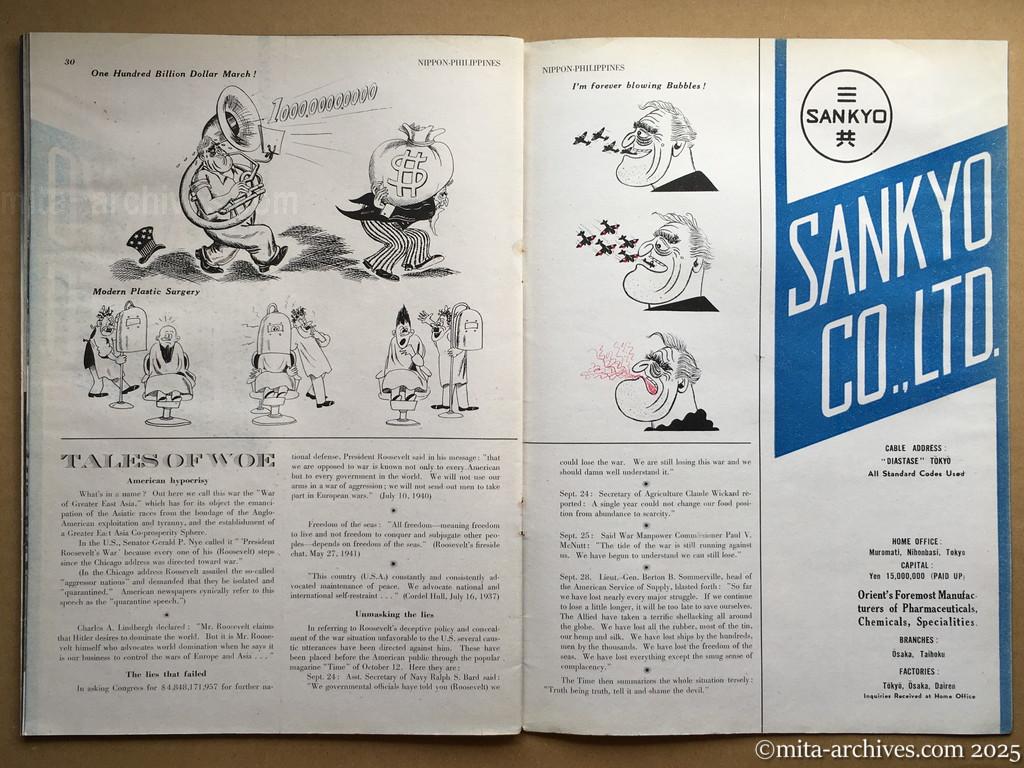 30
NIPPON-PHILIPPINES
One Hundred Billion Dollar March!
100000000000
$
Modern Plastic Surgery
TALES OF WOE
American hypocrisy
What's in a name? Out here we call this war the "War
of Greater East Asia," which has for its object the emanci-
pation of the Asiatic races from the bondage of the Anglo-
American exploitation and tyranny, and the establishment of
a Greater East Asia Co-prosperity Sphere.
In the U.S., Senator Gerald P. Nye called it "'President
Roosevelt's War' because every one of his (Roosevelt) steps
since the Chicago address was directed toward war."
(In the Chicago address Roosevelt assailed the so-called
"aggressor nations" and demanded that they be isolated and
"quarantined." American newspapers cynically refer to this
speech as the "quarantine speech.")
Charles A. Lindbergh declared: "Mr. Roosevelt claims
that Hitler desires to dominate the world. But it is Mr. Roose-
velt himself who advocates world domination when he says it
is our business to control the wars of Europe and Asia . . ."
The lies that failed
In asking Congress for $4,848,171,957 for further na-
tional defense, President Roosevelt said in his message: "that
we are opposed to war is known not only to every American
but to every government in the world. We will not use our
arms in a war of aggression; we will not send our men to take
part in European wars." (July 10, 1940)
Freedom of the seas: "All freedom—meaning freedom
to live and not freedom to conquer and subjugate other peo-
ples—depends on freedom of the seas." (Roosevelt's fireside
chat, May 27, 1941)
"This country (U.S.A.) constantly and consistently ad-
vocated maintenance of peace. We advocate national and
international self-restraint . . ." (Cordel Hull, July 16, 1937)
Unmasking the lies
In referring to Roosevelt's deceptive policy and conceal-
ment of the war situation unfavorable to the U.S. several caus-
tic utterances have been directed against him. These have
been placed before the American public through the popular
magazine "Time" of October 12. Here they are:
Sept. 24: Asst. Secretary of Navy Ralph S. Bard said:
"We governmental officials have told you (Roosevelt) we
NIPPON-PHILIPPINES
I'm forever blowing Bubbles!
could lose the war. We are still losing this war and we
should damn well understand it."
Sept. 24: Secretary of Agriculture Claude Wickard re-
ported: A single year could not change our food posi-
tion from abundance to scarcity."
Sept. 25: Said War Manpower Commissioner Paul V.
McNutt: "The tide of the war is still running against
us. We have begun to understand we can still lose."
Sept. 28. Lieut.-Gen. Berton B. Sommerville, head of
the American Service of Supply, blasted forth: "So far
we have lost nearly every major struggle. If we continue
to lose a little longer, it will be too late to save ourselves.
The Allied have taken a terrific shellacking all around
the globe. We have lost all the rubber, most of the tin,
our hemp and silk. We have lost ships by the hundreds,
men by the thousands. We have lost the freedom of the
seas. We have lost everything except the smug sense of
complacency."
The Time then summarizes the whole situation tersely:
"Truth being truth, tell it and shame the devil."
三
SANKYO
共
SANKYO
CO., LTD.
CABLE ADDRESS:
"DIASTASE" TŌKYŌ
All Standard Codes Used
HOME OFFICE:
Muromati, Nihonbasi, Tokyo
CAPITAL:
Yen 15,000,000 (PAID UP)
Orient's Foremost Manufac-
turers of Pharmaceuticals,
Chemicals, Specialities.
BRANCHES:
Ōsaka, Taihoku
FACTORIES:
Tōkyō, Ōsaka, Dairen
Inquiries Received at Home Office
mita-archives.com
©mita-archives.com 2025